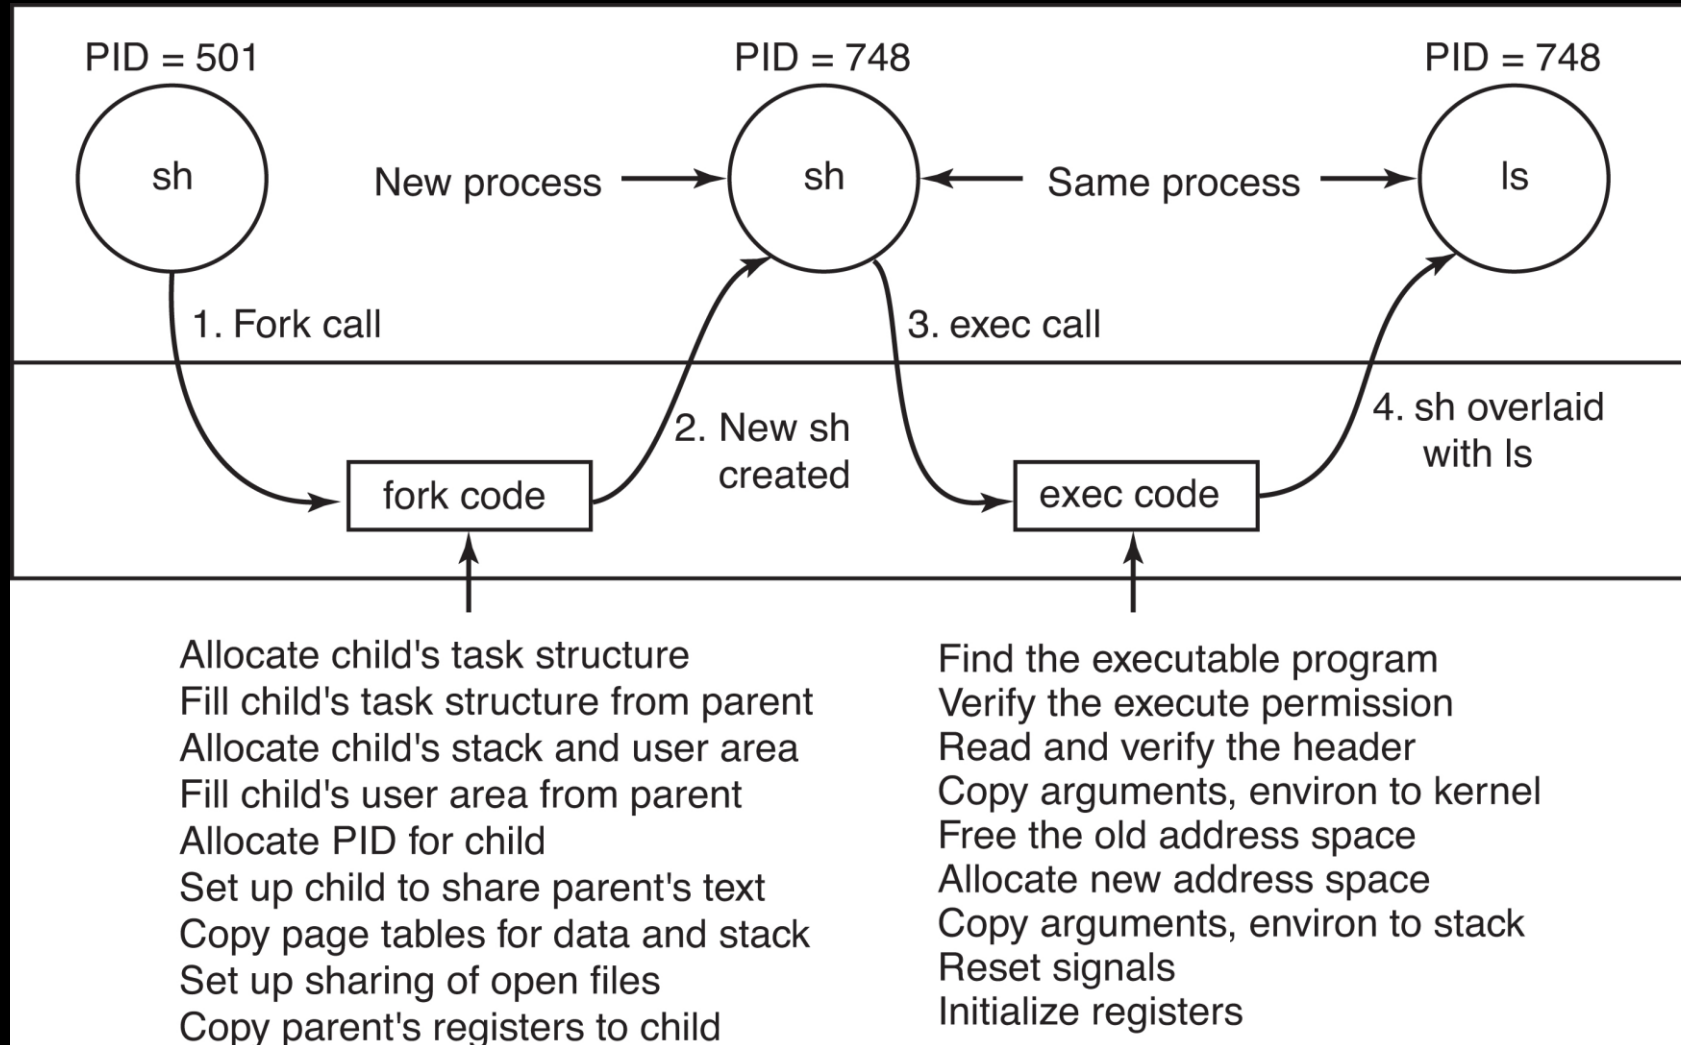 PID = 501
PID = 748
PID = 748
sh
New process
sh
Same process
ls
1. Fork call
3. exec call
2. New sh
created
4. sh overlaid
with ls
fork code
exec code
Allocate child's task structure
Fill child's task structure from parent
Allocate child's stack and user area
Fill child's user area from parent
Allocate PID for child
Set up child to share parent's text
Copy page tables for data and stack
Set up sharing of open files
Copy parent's registers to child
Find the executable program
Verify the execute permission
Read and verify the header
Copy arguments, environ to kernel
Free the old address space
Allocate new address space
Copy arguments, environ to stack
Reset signals
Initialize registers